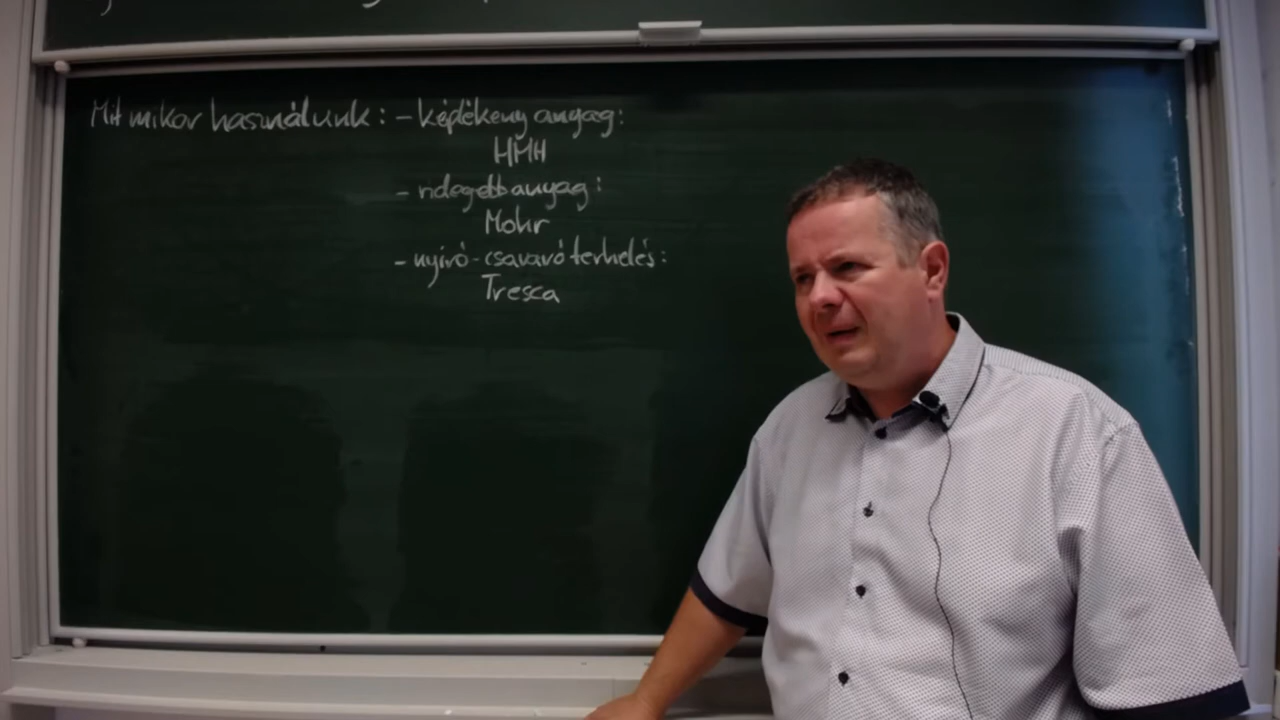 Mit mikor használunk: - képlékeny anyag:
HMH
- ridegebb anyag:
Mohr
- nyíró-csavaró terhelés:
Tresca